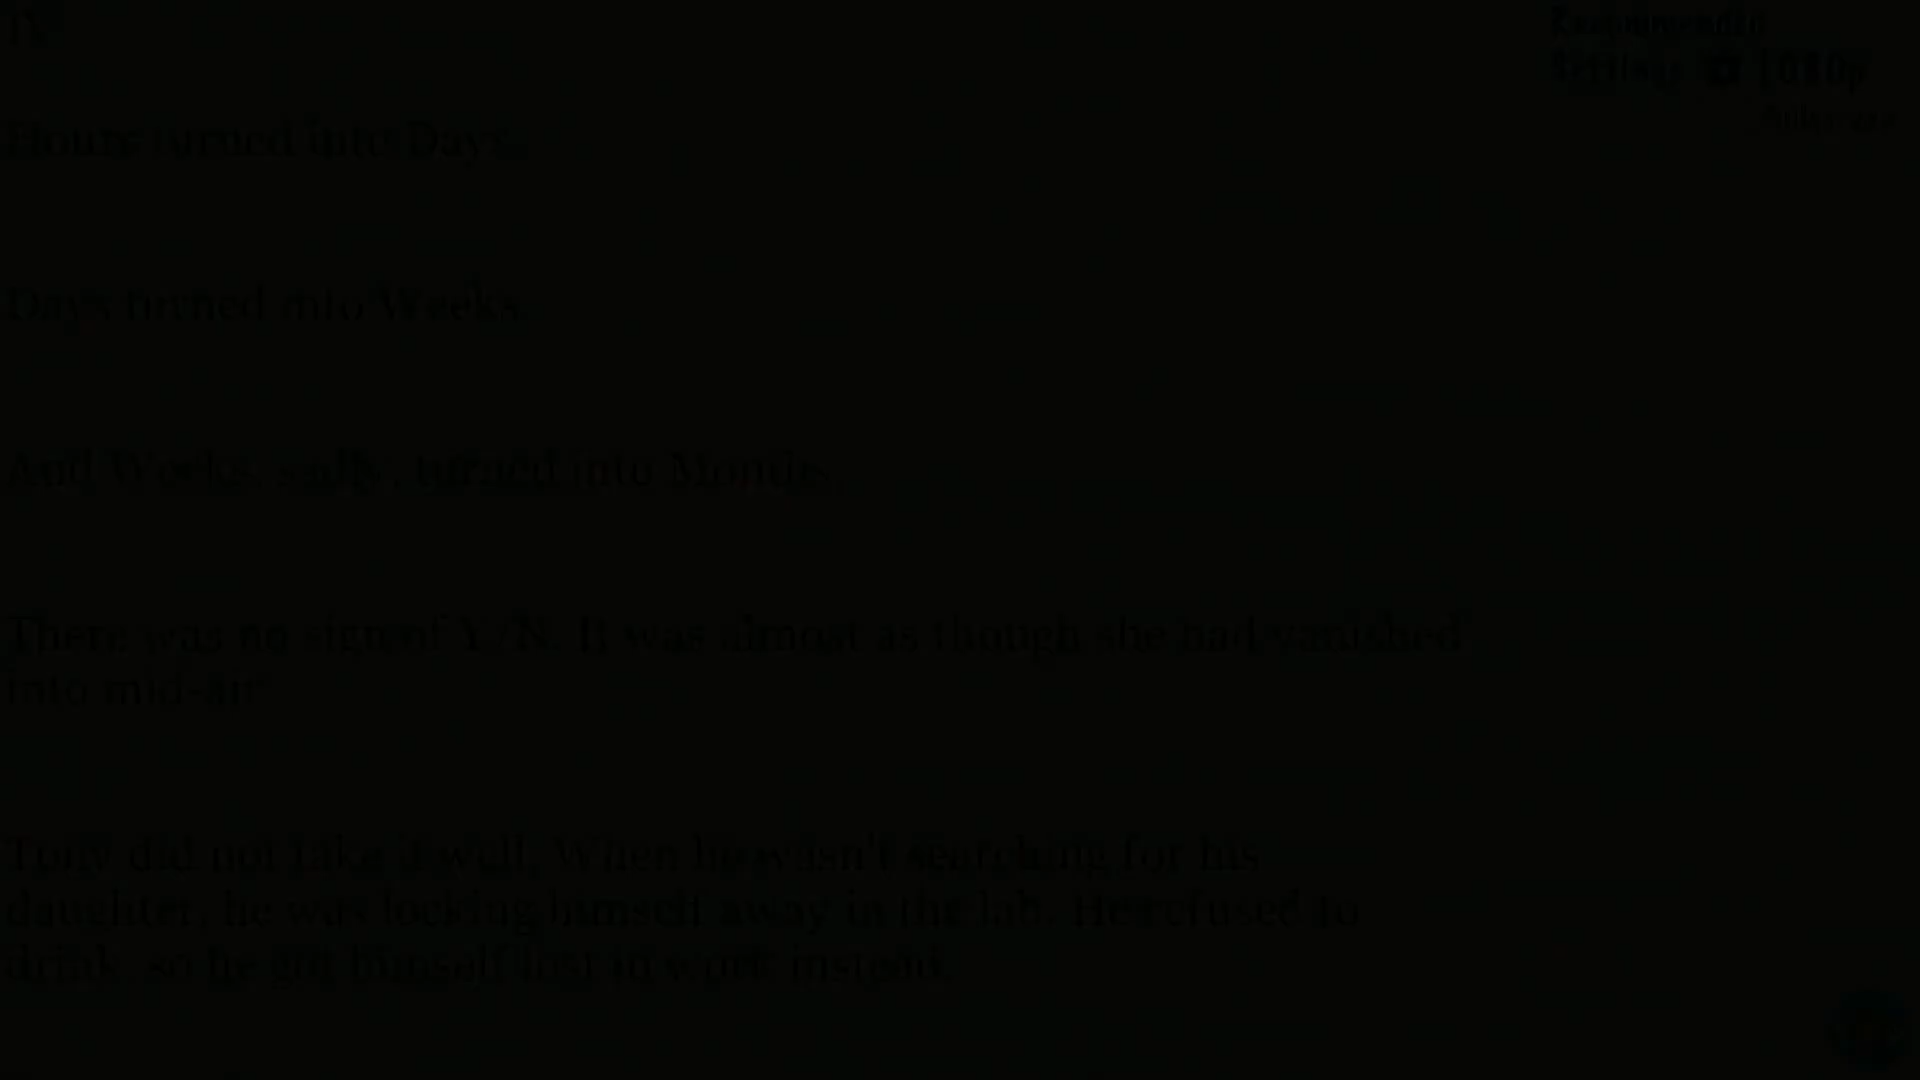 Recommended
Settings 1080p
Hours turned into Days.
Days turned into Weeks.
And Weeks, sadly, turned into Months.
There was no sign of Y/N. It was almost as though she had vanished
into mid-air
Tony did not take it well. When he wasn't searching for his
daughter, he was locking himself away in the lab. He refused to
drink, so he got himself lost in work instead.